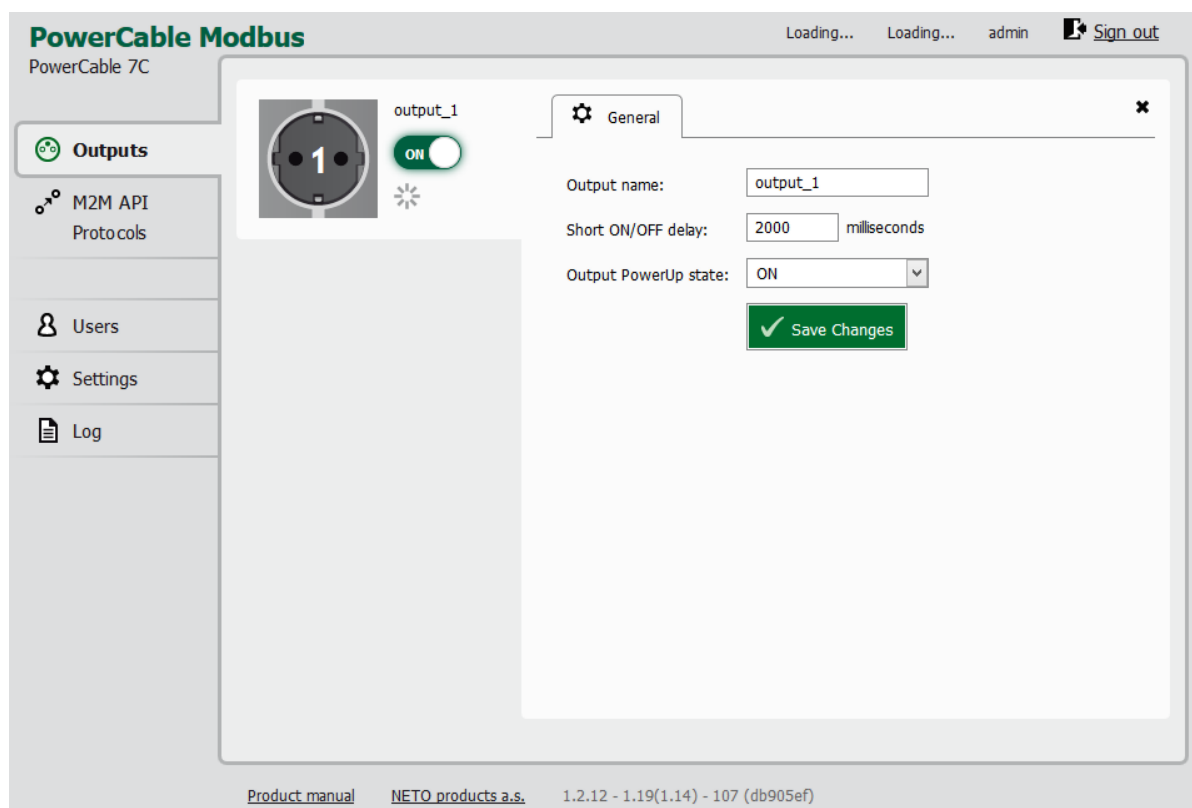 PowerCable Modbus
Loading... Loading... admin Sign out
PowerCable 7C
output_1
ON
1
General
Outputs
M2M API
Protocols
Users
Settings
Log
Output name: output_1
Short ON/OFF delay: 2000 milliseconds
Output PowerUp state: ON
Save Changes
Product manual NETO products a.s. 1.2.12 - 1.19(1.14) - 107 (db905ef)